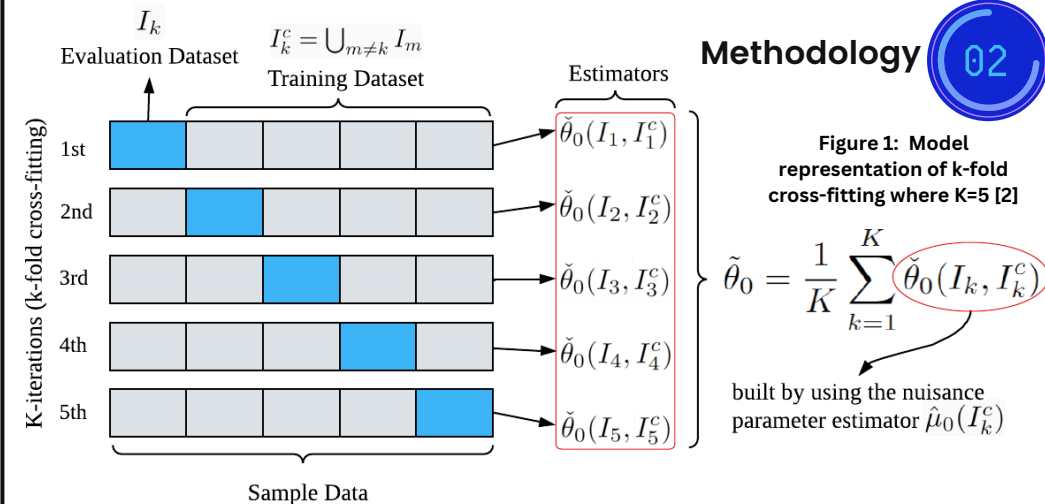 Methodology
02
I_k
Evaluation Dataset
I_k^c = ⋃_{m≠k} I_m
Training Dataset
Estimators
K-iterations (k-fold cross-fitting)
1st
θ̌_0(I_1, I_1^c)
2nd
θ̌_0(I_2, I_2^c)
3rd
θ̌_0(I_3, I_3^c)
4th
θ̌_0(I_4, I_4^c)
5th
θ̌_0(I_5, I_5^c)
Sample Data
Figure 1: Model
representation of k-fold
cross-fitting where K=5 [2]
θ̃_0 = \frac{1}{K} ∑_{k=1}^{K} θ̌_0(I_k, I_k^c)
built by using the nuisance
parameter estimator μ̂_0(I_k^c)